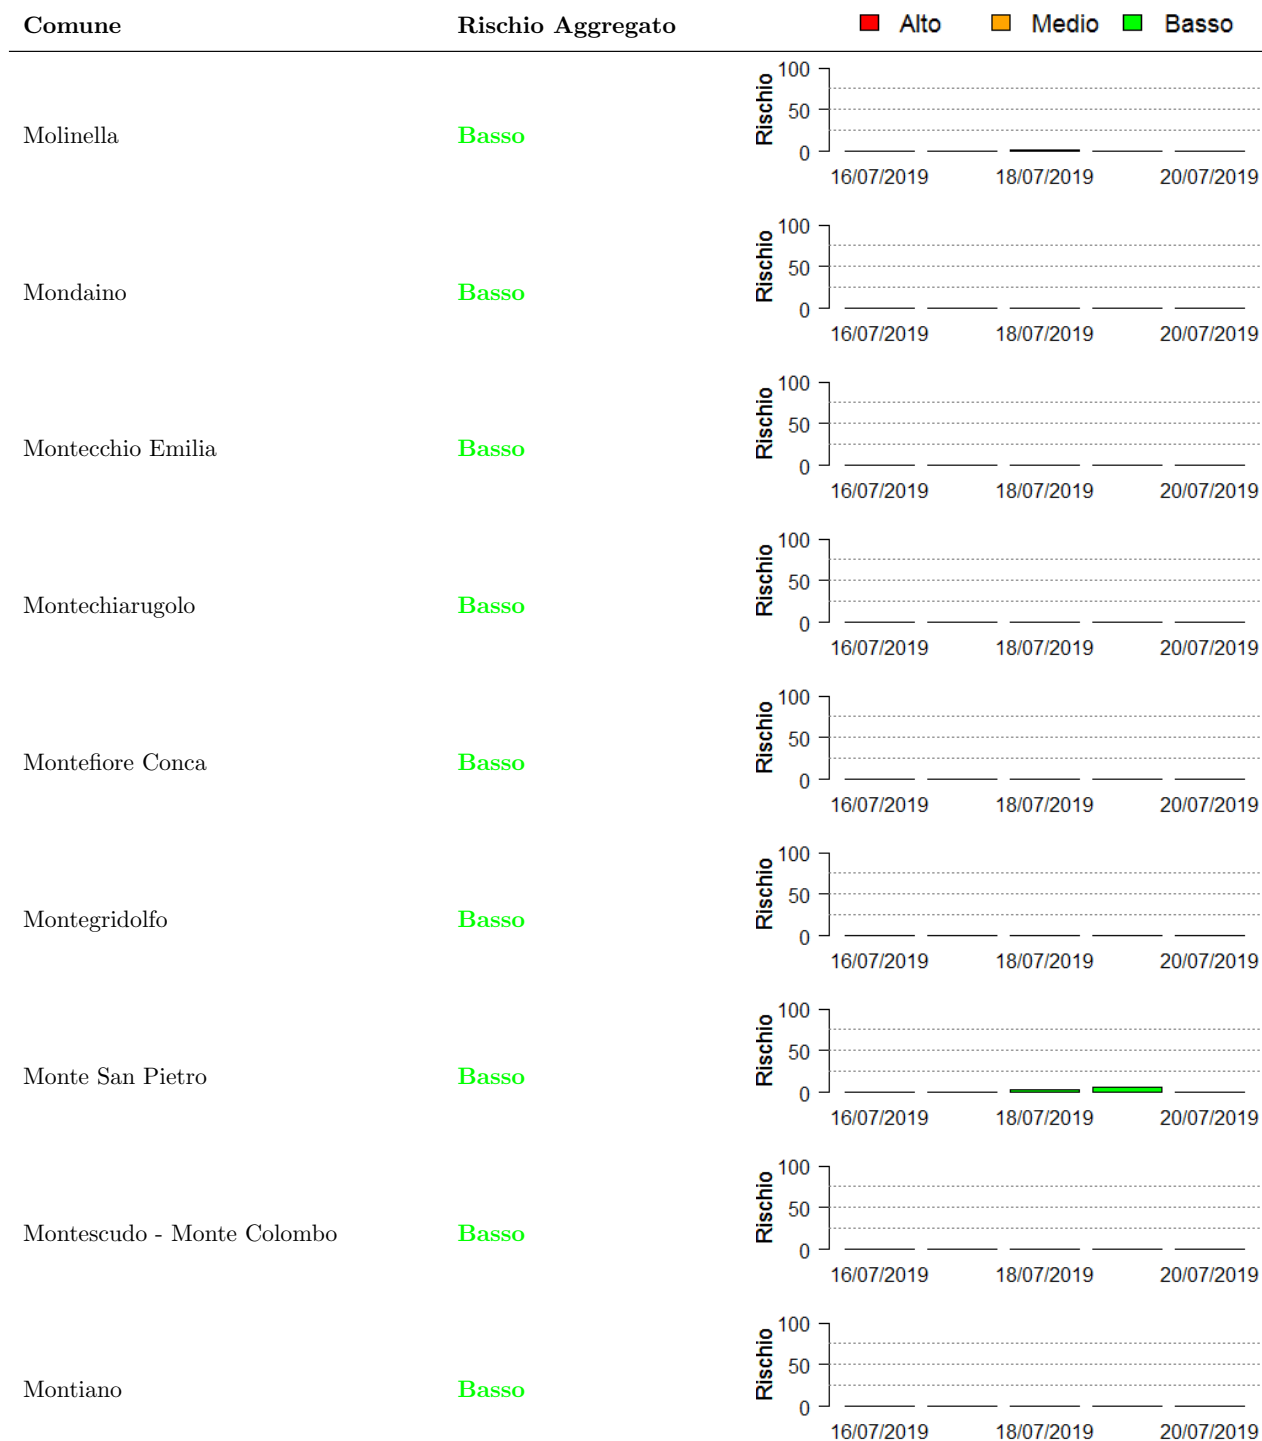 Comune Rischio Aggregato Alto Medio Basso
100
50
0
Rischio
Molinella Basso
16/07/2019 18/07/2019 20/07/2019
100
50
0
Rischio
Mondaino Basso
16/07/2019 18/07/2019 20/07/2019
100
50
0
Rischio
Montecchio Emilia Basso
16/07/2019 18/07/2019 20/07/2019
100
50
0
Rischio
Montechiarugolo Basso
16/07/2019 18/07/2019 20/07/2019
100
50
0
Rischio
Montefiore Conca Basso
16/07/2019 18/07/2019 20/07/2019
100
50
0
Rischio
Montegridolfo Basso
16/07/2019 18/07/2019 20/07/2019
100
50
0
Rischio
Monte San Pietro Basso
16/07/2019 18/07/2019 20/07/2019
100
50
0
Rischio
Montescudo - Monte Colombo Basso
16/07/2019 18/07/2019 20/07/2019
100
50
0
Rischio
Montiano Basso
16/07/2019 18/07/2019 20/07/2019